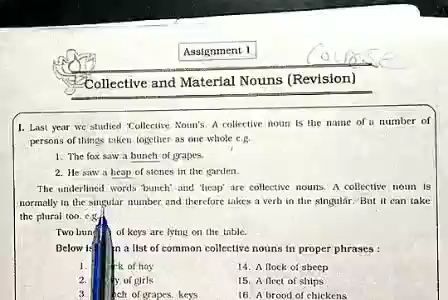 Assignment 1
Course
Collective and Material Nouns (Revision)
I. Last year we studied 'Collective Noun's. A collective noun is the name of a number of
persons of things taken together as one whole e.g.
1. The fox saw a bunch of grapes.
2. He saw a heap of stones in the garden.
The underlined words 'bunch' and 'heap' are collective nouns. A collective noun is
normally in the singular number and therefore takes a verb in the singular. But it can take
the plural too. e.g.
Two of keys are lying on the table.
Below a list of common collective nouns in proper phrases :
1. of hay
14. A flock of sheep
2. of girls
15. A fleet of ships
3. of grapes, keys
16. A brood of chickens